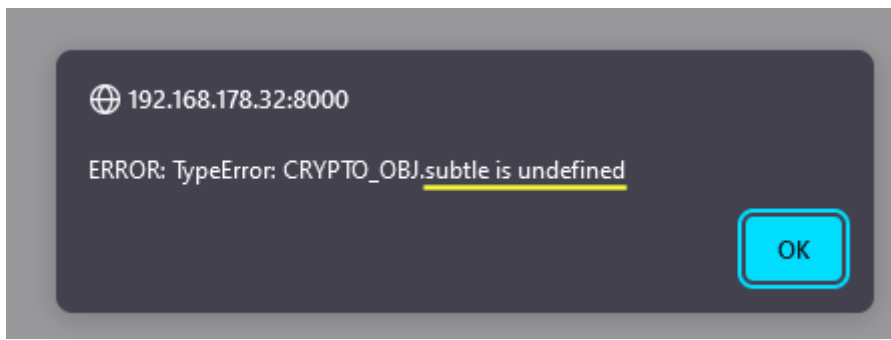 192.168.178.32:8000
ERROR: TypeError: CRYPTO_OBJ.subtle is undefined
OK